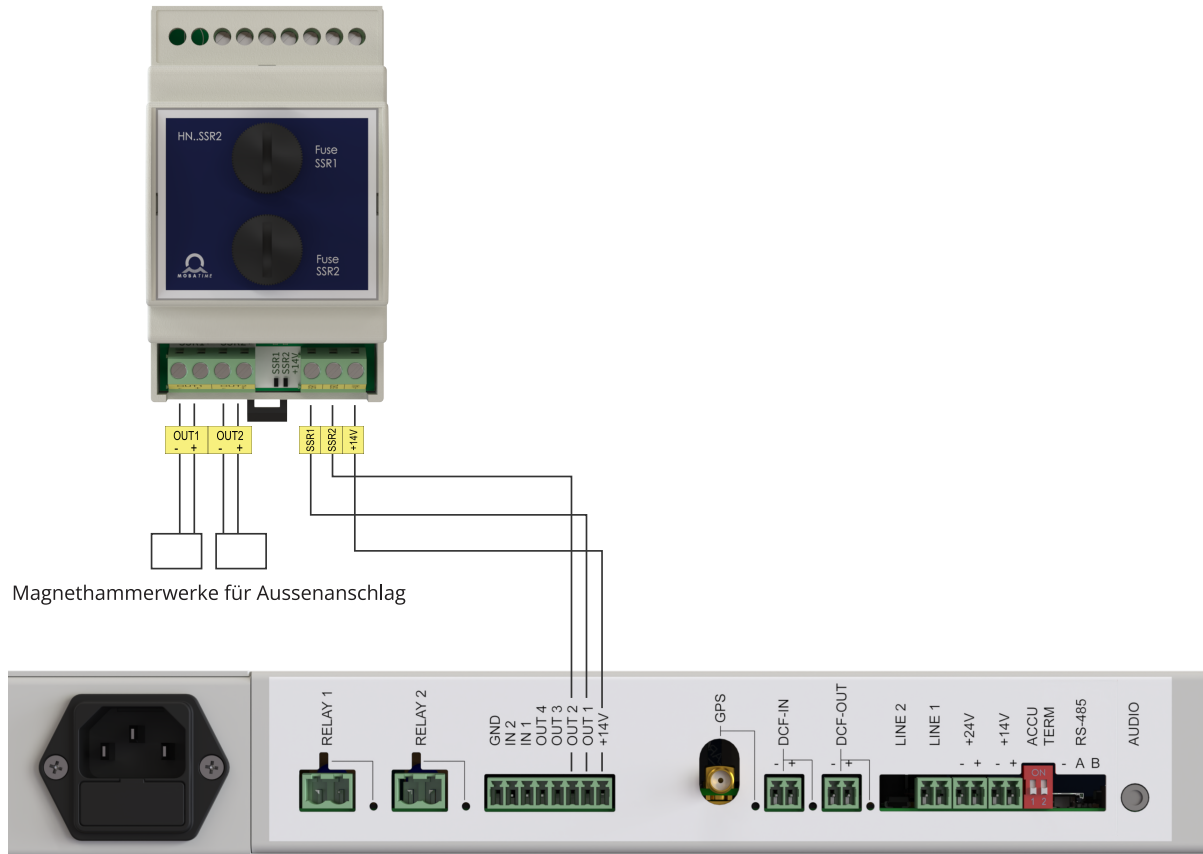 HN..SSR2
Fuse
SSR1
MOBATIME
Fuse
SSR2
SSR1
SSR2
+14V
OUT1
- +
OUT2
- +
SSR1
SSR2
+14V
Magnethammerwerke für Aussenanschlag
RELAY 1
RELAY 2
GND
IN 2
IN 1
OUT 4
OUT 3
OUT 2
OUT 1
+14V
GPS
DCF-IN
- +
DCF-OUT
- +
LINE 2
LINE 1
+24V
- +
+14V
- +
ACCU
TERM
ON
1 2
RS-485
- A B
AUDIO